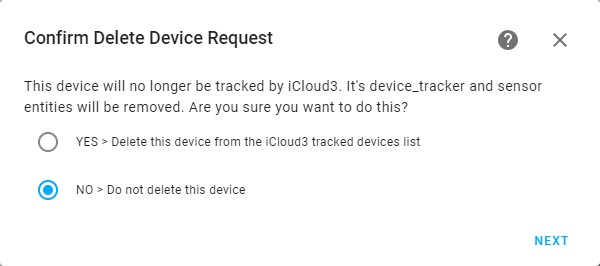 Confirm Delete Device Request
?
This device will no longer be tracked by iCloud3. It's device_tracker and sensor
entities will be removed. Are you sure you want to do this?
YES > Delete this device from the iCloud3 tracked devices list
NO > Do not delete this device
NEXT